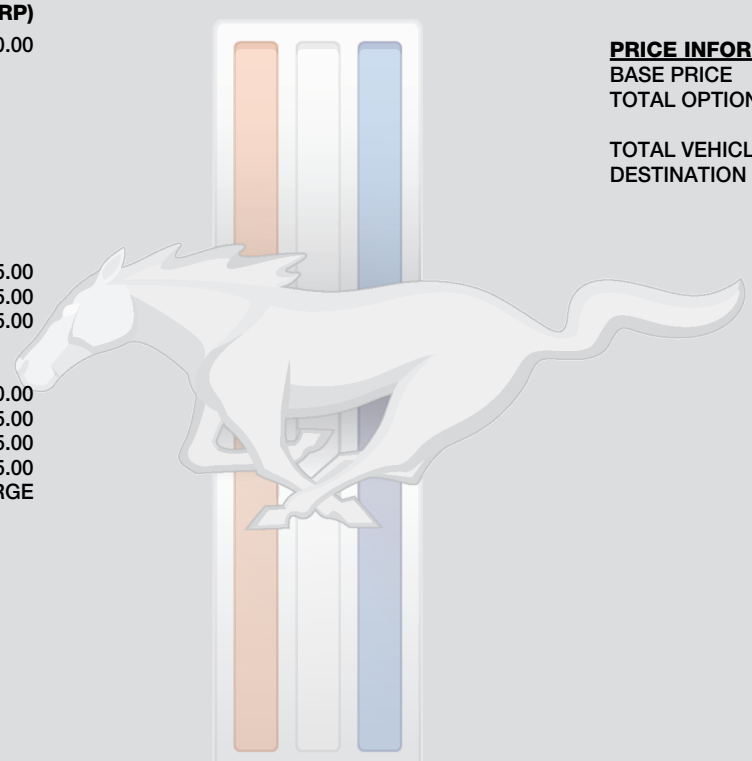 RP)
0.00
5.00
5.00
5.00
0.00
5.00
5.00
5.00
RGE
PRICE INFOR
BASE PRICE
TOTAL OPTION
TOTAL VEHICL
DESTINATION